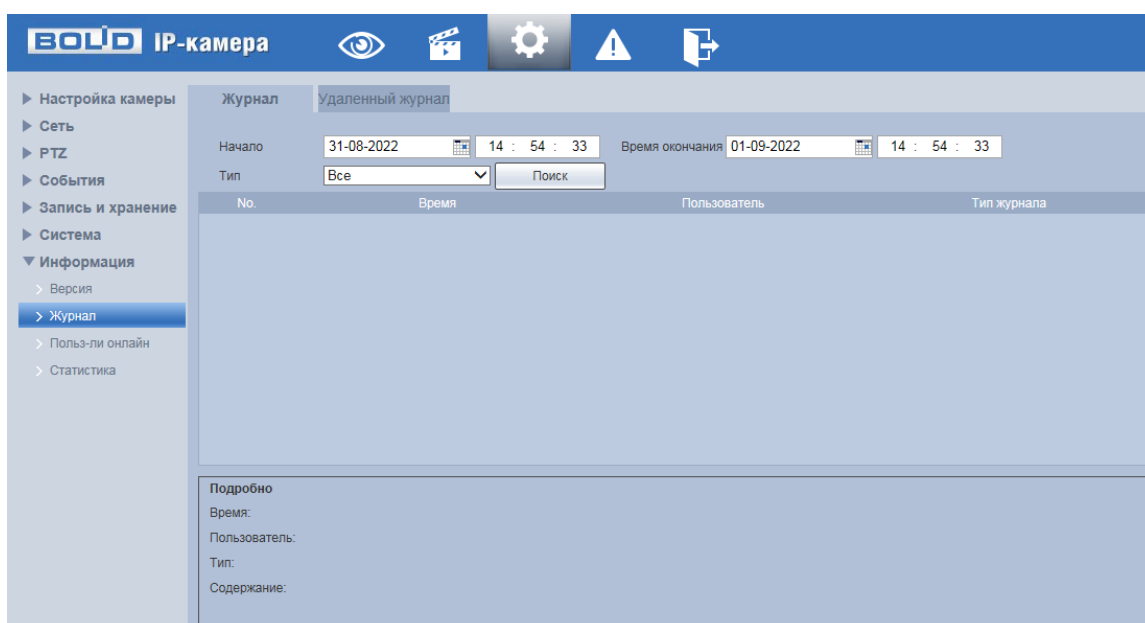 BOLID IP-камера
Настройка камеры
Сеть
PTZ
События
Запись и хранение
Система
Информация
Версия
Журнал
Польз-ли онлайн
Статистика
Журнал Удаленный журнал
Начало 31-08-2022 14 : 54 : 33 Время окончания 01-09-2022 14 : 54 : 33
Тип Все Поиск
No. Время Пользователь Тип журнала
Подробно
Время:
Пользователь:
Тип:
Содержание: